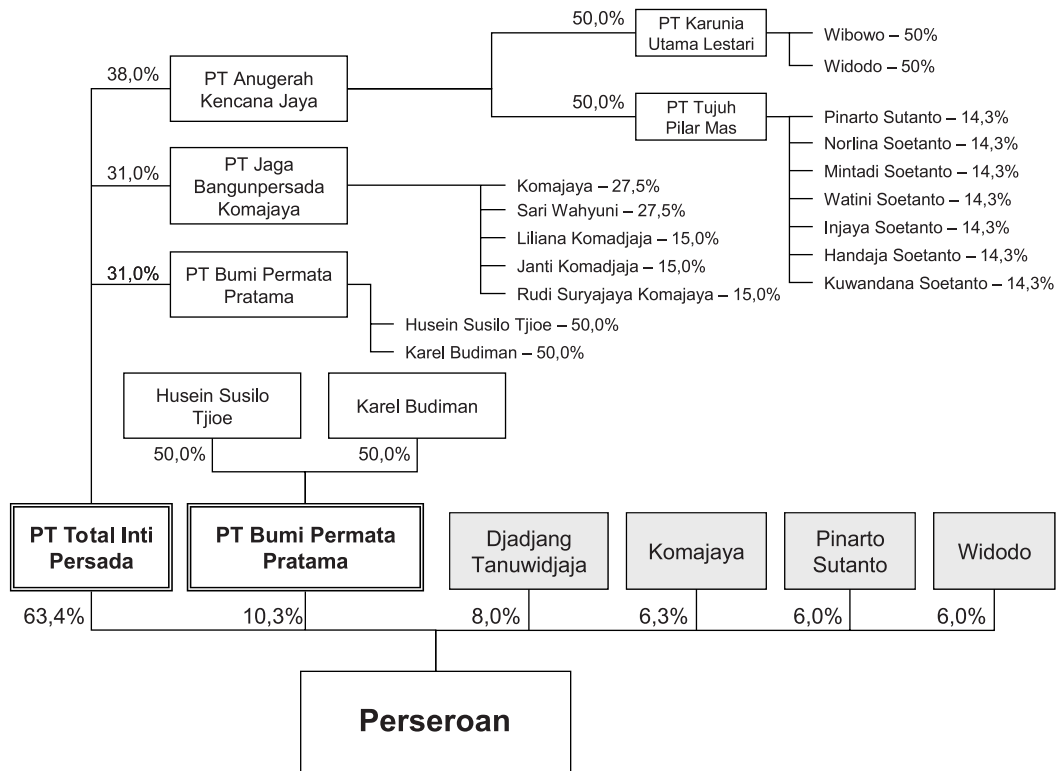 50,0%
PT Karunia
Utama Lestari
Wibowo – 50%
Widodo – 50%
38,0%
PT Anugerah
Kencana Jaya
50,0%
PT Tujuh
Pilar Mas
Pinarto Sutanto – 14,3%
Norlina Soetanto – 14,3%
Mintadi Soetanto – 14,3%
Watini Soetanto – 14,3%
Injaya Soetanto – 14,3%
Handaja Soetanto – 14,3%
Kuwandana Soetanto – 14,3%
31,0%
PT Jaga
Bangunpersada
Komajaya
Komajaya – 27,5%
Sari Wahyuni – 27,5%
Liliana Komadjaja – 15,0%
Janti Komadjaja – 15,0%
Rudi Suryajaya Komajaya – 15,0%
31,0%
PT Bumi Permata
Pratama
Husein Susilo Tjioe – 50,0%
Karel Budiman – 50,0%
Husein Susilo
Tjioe
Karel Budiman
50,0%
50,0%
PT Total Inti
Persada
PT Bumi Permata
Pratama
Djadjang
Tanuwidjaja
Komajaya
Pinarto
Sutanto
Widodo
63,4%
10,3%
8,0%
6,3%
6,0%
6,0%
Perseroan